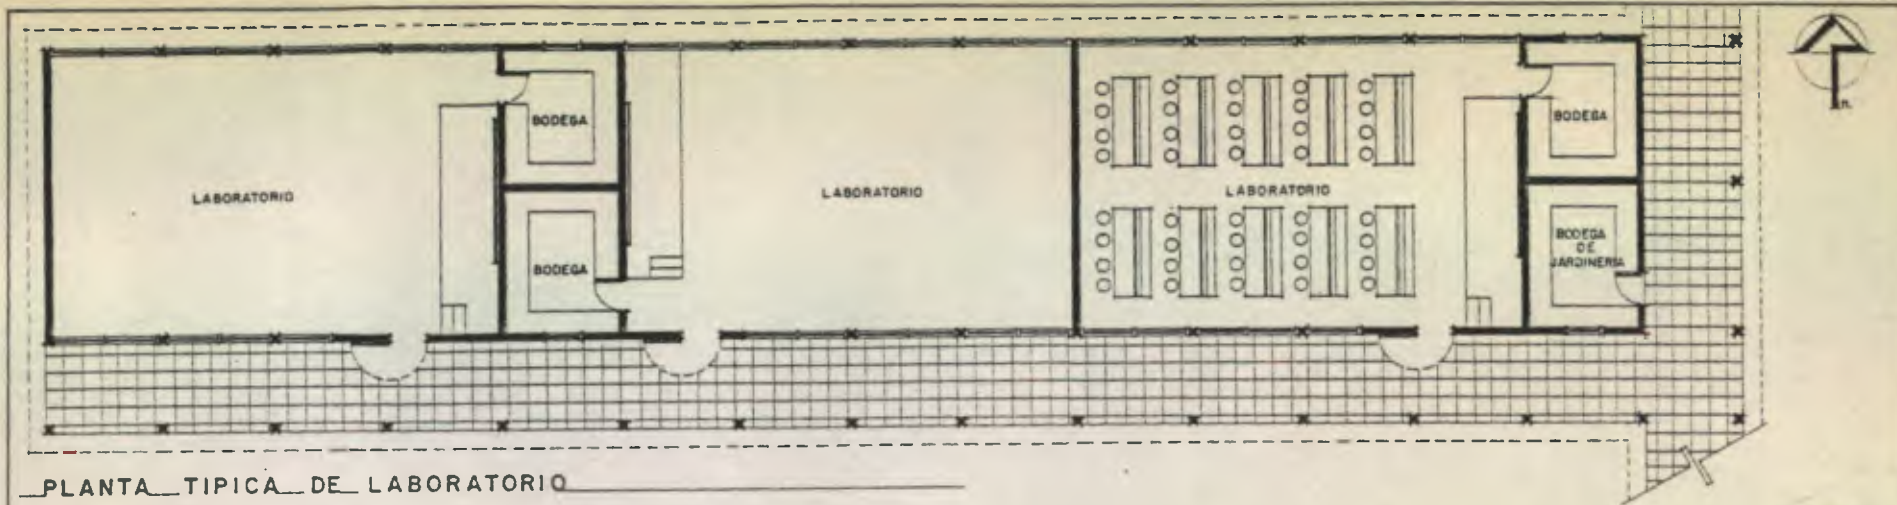 BODEGA
BODEGA
LABORATORIO
LABORATORIO
LABORATORIO
BODEGA
BODEGA
DE
JARDINERIA
PLANTA TIPICA DE LABORATORIO